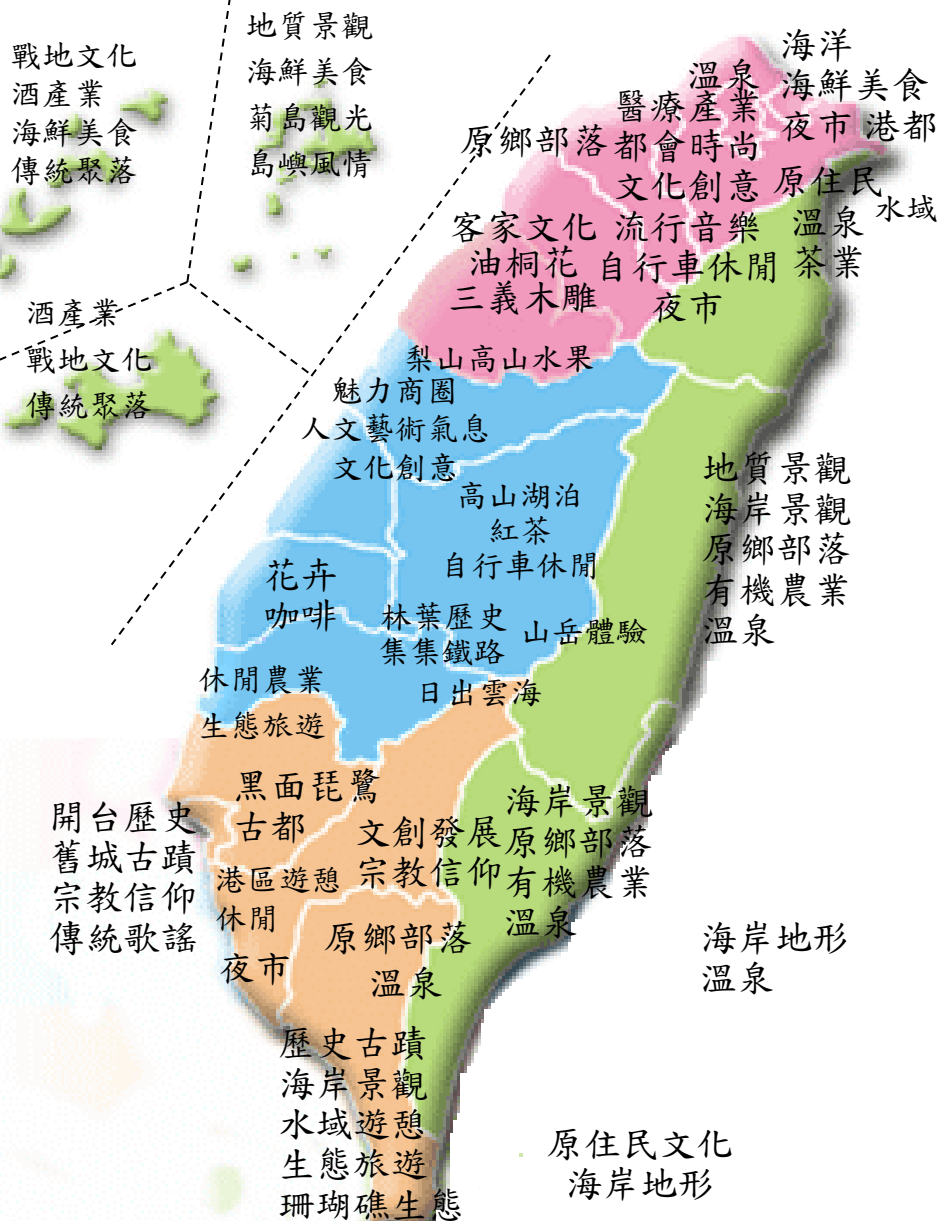 戰地文化
酒產業
海鮮美食
傳統聚落
地質景觀
海鮮美食
菊島觀光
島嶼風情
酒產業
戰地文化
傳統聚落
海洋
海鮮美食
夜市 港都
溫泉
醫療產業
都會時尚
文化創意
流行音樂
自行車休閒
夜市
原鄉部落
客家文化
油桐花
三義木雕
原住民
溫泉
茶業
水域
梨山高山水果
魅力商圈
人文藝術氣息
文化創意
高山湖泊
紅茶
自行車休閒
花卉
咖啡
林葉歷史
集集鐵路
山岳體驗
日出雲海
休閒農業
生態旅遊
地質景觀
海岸景觀
原鄉部落
有機農業
溫泉
黑面琵鷺
古都
開台歷史
舊城古蹟
宗教信仰
傳統歌謠
港區遊憩
休閒
夜市
文創發展
宗教信仰
海岸景觀
原鄉部落
有機農業
溫泉
原鄉部落
溫泉
海岸地形
溫泉
歷史古蹟
海岸景觀
水域遊憩
生態旅遊
珊瑚礁生態
原住民文化
海岸地形